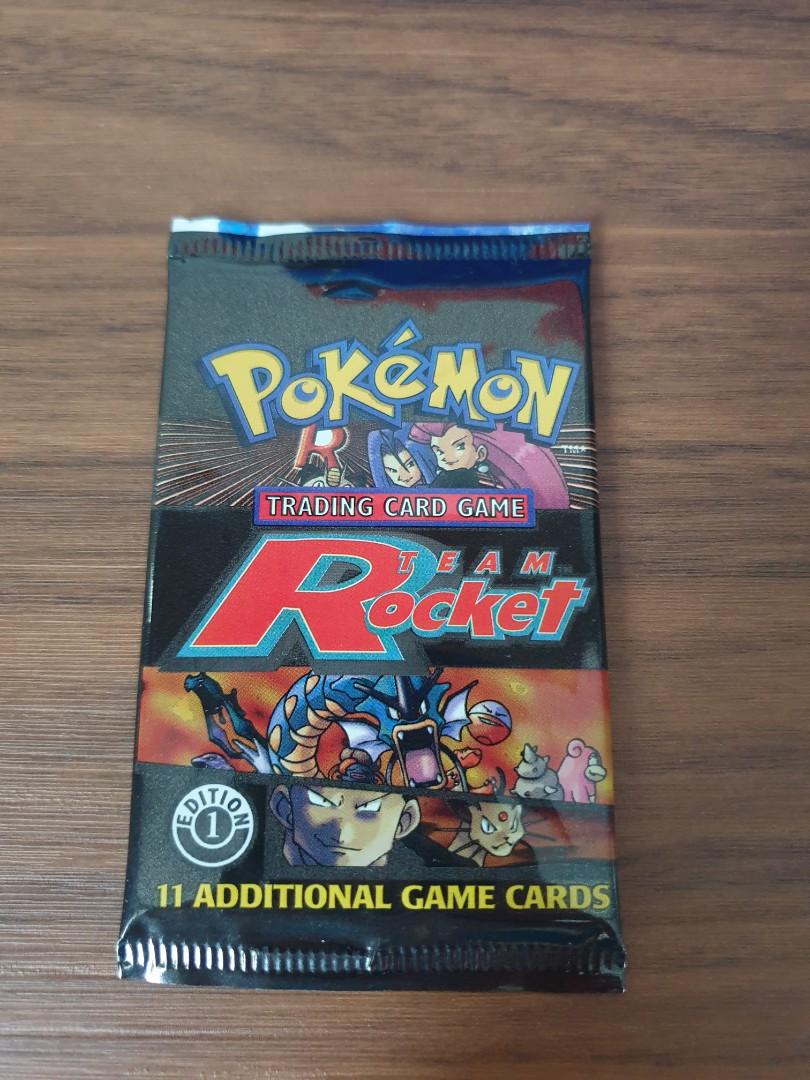 POKéMON
TM
R
TRADING CARD GAME
TEAM
Rocket
EDITION
1
11 ADDITIONAL GAME CARDS